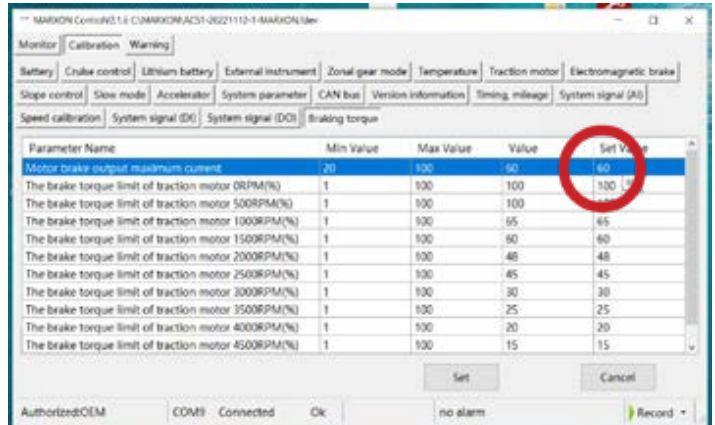 MARXON ControlV2.1.6 C:\MARXOM\ACS1-20221112-1-MARXON.\dev
Monitor Calibration Warning
Battery Cruise control Lithium battery External instrument Zonal gear mode Temperature Traction motor Electromagnetic brake
Slope control Slow mode Accelerator System parameter CAN bus Version information Timing, mileage System signal (AI)
Speed calibration System signal (DI) System signal (DO) Braking torque
Parameter Name Min Value Max Value Value Set Value
Motor brake output maximum current 20 100 60 60
The brake torque limit of traction motor 0RPM(%) 1 100 100 100
The brake torque limit of traction motor 500RPM(%) 1 100 100
The brake torque limit of traction motor 1000RPM(%) 1 100 65 65
The brake torque limit of traction motor 1500RPM(%) 1 100 60 60
The brake torque limit of traction motor 2000RPM(%) 1 100 48 48
The brake torque limit of traction motor 2500RPM(%) 1 100 45 45
The brake torque limit of traction motor 3000RPM(%) 1 100 30 30
The brake torque limit of traction motor 3500RPM(%) 1 100 25 25
The brake torque limit of traction motor 4000RPM(%) 1 100 20 20
The brake torque limit of traction motor 4500RPM(%) 1 100 15 15
Set Cancel
Authorized:OEM COM9 Connected Ok no alarm Record